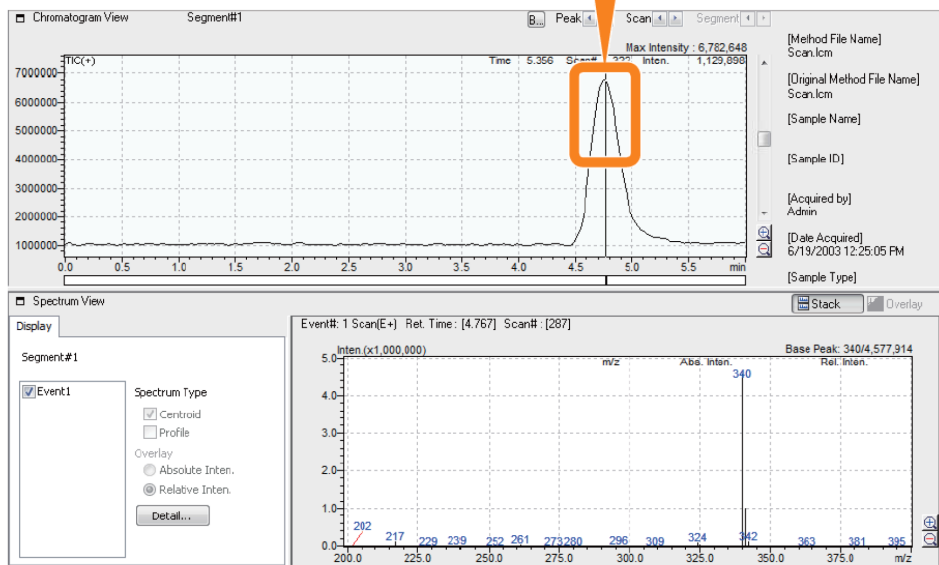 Chromatogram View Segment#1 B... Peak Scan Segment
Max Intensity : 6,782,648
TIC(+) Time 5.356 Scan# 322 Inten. 1,129,898
7000000
6000000
5000000
4000000
3000000
2000000
1000000
0.0 0.5 1.0 1.5 2.0 2.5 3.0 3.5 4.0 4.5 5.0 5.5 min
[Method File Name]
Scan.lcm
[Original Method File Name]
Scan.lcm
[Sample Name]
[Sample ID]
[Acquired by]
Admin
[Date Acquired]
6/19/2003 12:25:05 PM
[Sample Type]
Spectrum View Stack Overlay
Display
Segment#1
Event1
Spectrum Type
Centroid
Profile
Overlay
Absolute Inten.
Relative Inten.
Detail...
Event#: 1 Scan(E+) Ret. Time : [4.767] Scan# : [287]
Inten.(x1,000,000) Base Peak: 340/4,577,914
m/z Abs. Inten. Rel. Inten.
5.0
4.0
3.0
2.0
1.0
0.0
340
202 217 229 239 252 261 273 280 296 309 324 342 363 381 395
200.0 225.0 250.0 275.0 300.0 325.0 350.0 375.0 m/z